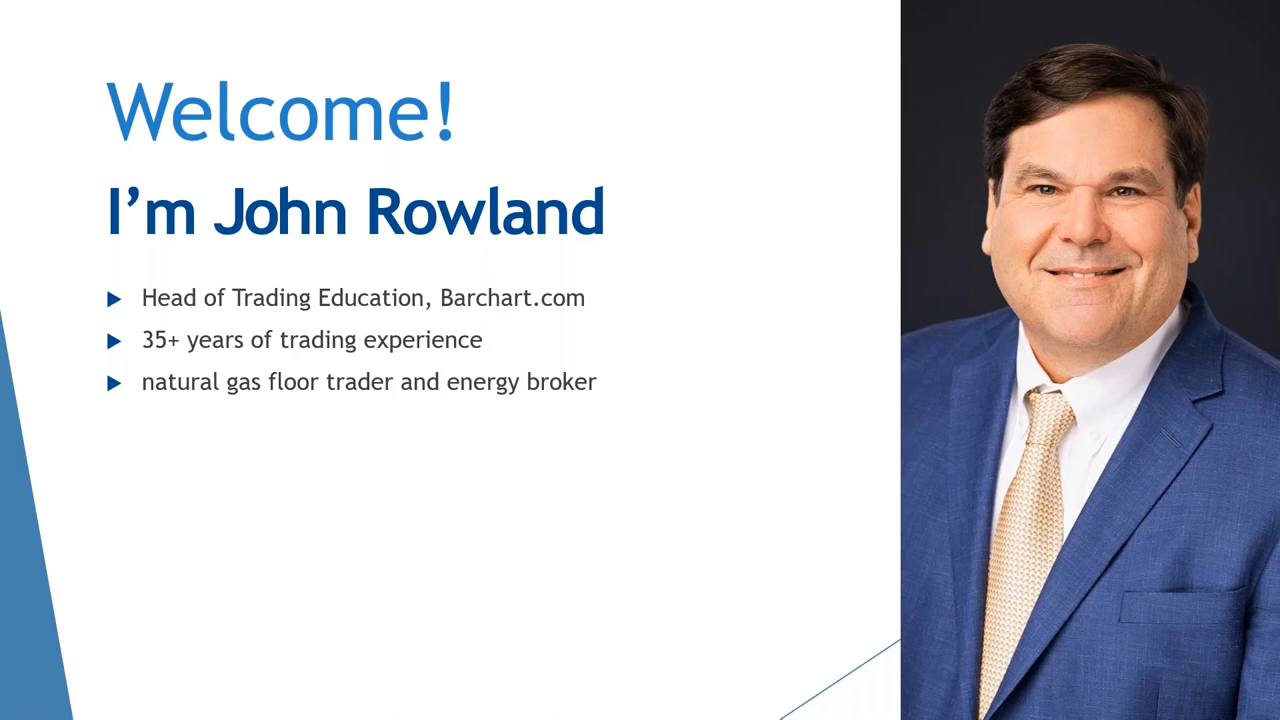 Welcome!
I’m John Rowland
Head of Trading Education, Barchart.com
35+ years of trading experience
natural gas floor trader and energy broker